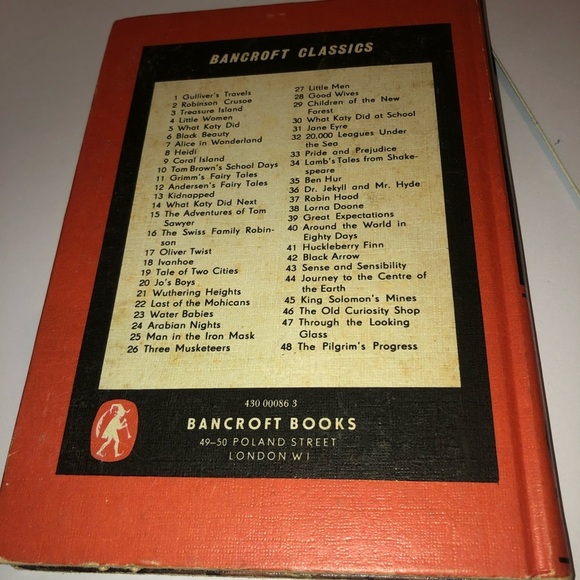 BANCROFT CLASSICS
1 Gulliver's Travels
2 Robinson Crusoe
3 Treasure Island
4 Little Women
5 What Katy Did
6 Black Beauty
7 Alice in Wonderland
8 Heidi
9 Coral Island
10 Tom Brown's School Days
11 Grimm's Fairy Tales
12 Andersen's Fairy Tales
13 Kidnapped
14 What Katy Did Next
15 The Adventures of Tom
Sawyer
16 The Swiss Family Robin-
son
17 Oliver Twist
18 Ivanhoe
19 Tale of Two Cities
20 Jo's Boys
21 Wuthering Heights
22 Last of the Mohicans
23 Water Babies
24 Arabian Nights
25 Man in the Iron Mask
26 Three Musketeers
27 Little Men
28 Good Wives
29 Children of the New
Forest
30 What Katy Did at School
31 Jane Eyre
32 20,000 Leagues Under
the Sea
33 Pride and Prejudice
34 Lamb's Tales from Shake-
speare
35 Ben Hur
36 Dr. Jekyll and Mr. Hyde
37 Robin Hood
38 Lorna Doone
39 Great Expectations
40 Around the World in
Eighty Days
41 Huckleberry Finn
42 Black Arrow
43 Sense and Sensibility
44 Journey to the Centre of
the Earth
45 King Solomon's Mines
46 The Old Curiosity Shop
47 Through the Looking
Glass
48 The Pilgrim's Progress
430 00086 3
BANCROFT BOOKS
49-50 POLAND STREET
LONDON W1